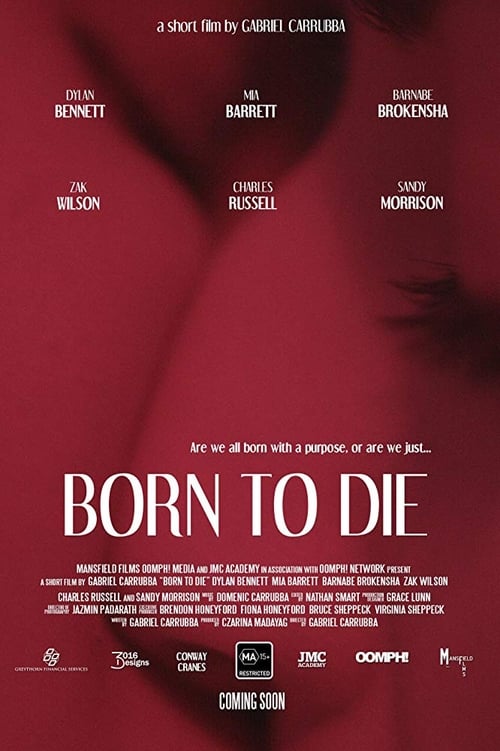 a short film by GABRIEL CARRUBBA
DYLAN BENNETT
MIA BARRETT
BARNABE BROKENSHA
ZAK WILSON
CHARLES RUSSELL
SANDY MORRISON
Are we all born with a purpose, or are we just...
BORN TO DIE
MANSFIELD FILMS OOMPH! MEDIA AND JMC ACADEMY IN ASSOCIATION WITH OOMPH! NETWORK PRESENT
A SHORT FILM BY GABRIEL CARRUBBA "BORN TO DIE" DYLAN BENNETT MIA BARRETT BARNABE BROKENSHA ZAK WILSON
CHARLES RUSSELL AND SANDY MORRISON MUSIC BY DOMENIC CARRUBBA EDITED BY NATHAN SMART PRODUCTION DESIGNER GRACE LUNN
DIRECTOR OF PHOTOGRAPHY JAZMIN PADARATH EXECUTIVE PRODUCERS BRENDON HONEYFORD FIONA HONEYFORD BRUCE SHEPPECK VIRGINIA SHEPPECK
WRITTEN BY GABRIEL CARRUBBA PRODUCED BY CZARINA MADAYAG DIRECTED BY GABRIEL CARRUBBA
GREYTHORN FINANCIAL SERVICES
3016 Designs
CONWAY CRANES
MA 15+
RESTRICTED
JMC ACADEMY
OOMPH!
MANSFIELD FILMS
COMING SOON